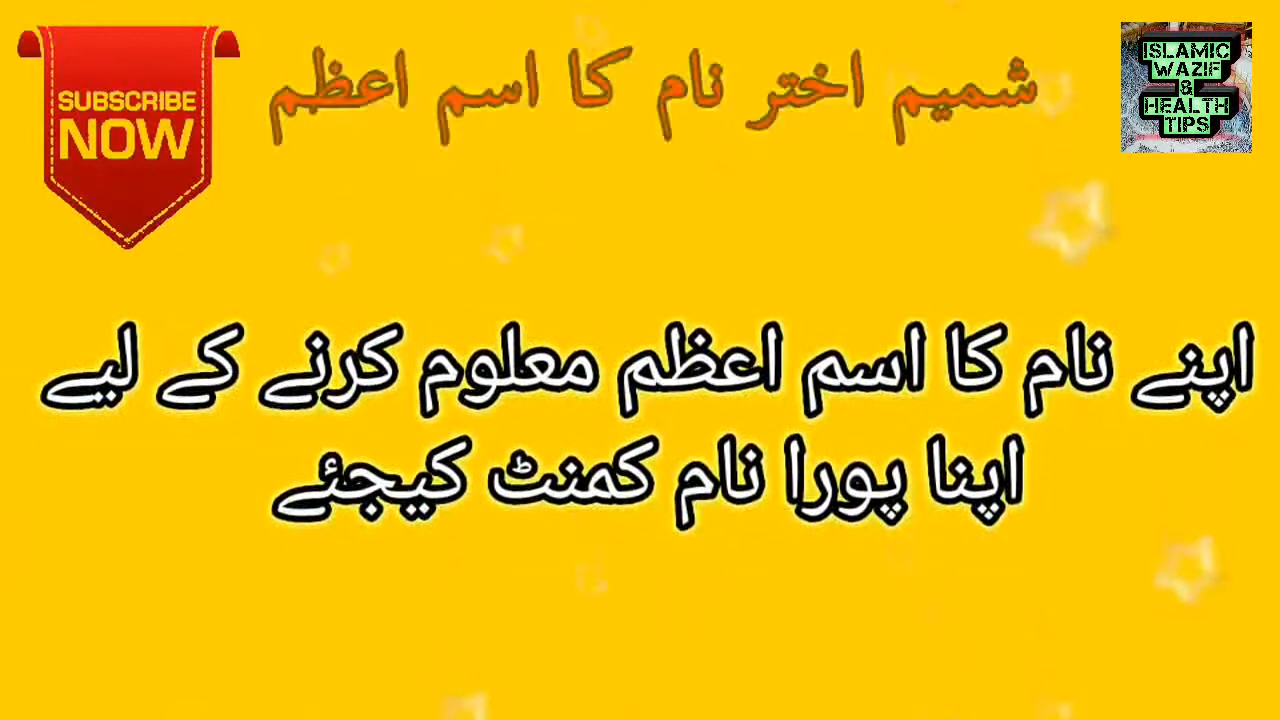 SUBSCRIBE
NOW
شمیم اختر نام کا اسم اعظم
ISLAMIC
WAZIF
&
HEALTH
TIPS
اپنے نام کا اسم اعظم معلوم کرنے کے لیے
اپنا پورا نام کمنٹ کیجئے